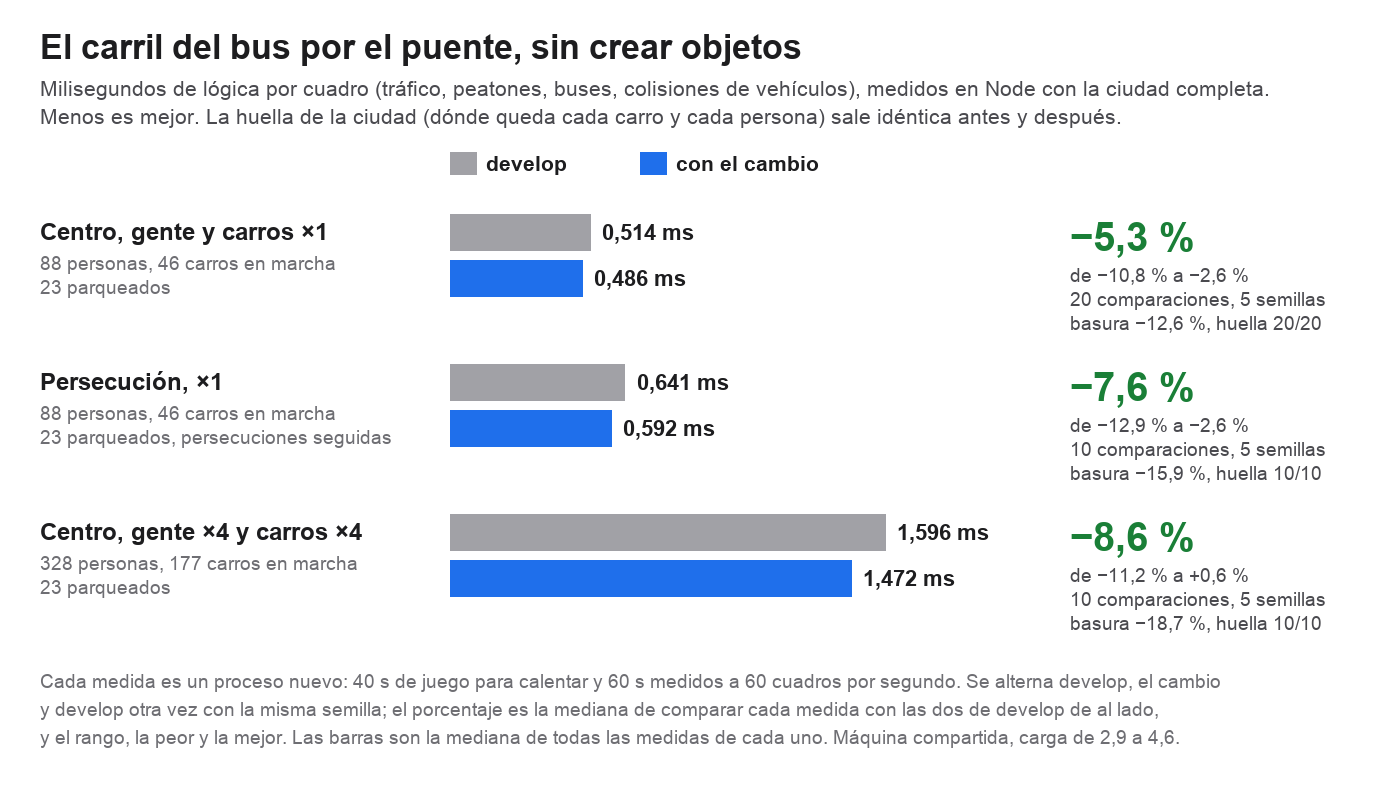 El carril del bus por el puente, sin crear objetos
Milisegundos de lógica por cuadro (tráfico, peatones, buses, colisiones de vehículos), medidos en Node con la ciudad completa.
Menos es mejor. La huella de la ciudad (dónde queda cada carro y cada persona) sale idéntica antes y después.
develop
con el cambio
Centro, gente y carros ×1
88 personas, 46 carros en marcha
23 parqueados
0,514 ms
0,486 ms
−5,3 %
de −10,8 % a −2,6 %
20 comparaciones, 5 semillas
basura −12,6 %, huella 20/20
Persecución, ×1
88 personas, 46 carros en marcha
23 parqueados, persecuciones seguidas
0,641 ms
0,592 ms
−7,6 %
de −12,9 % a −2,6 %
10 comparaciones, 5 semillas
basura −15,9 %, huella 10/10
Centro, gente ×4 y carros ×4
328 personas, 177 carros en marcha
23 parqueados
1,596 ms
1,472 ms
−8,6 %
de −11,2 % a +0,6 %
10 comparaciones, 5 semillas
basura −18,7 %, huella 10/10
Cada medida es un proceso nuevo: 40 s de juego para calentar y 60 s medidos a 60 cuadros por segundo. Se alterna develop, el cambio
y develop otra vez con la misma semilla; el porcentaje es la mediana de comparar cada medida con las dos de develop de al lado,
y el rango, la peor y la mejor. Las barras son la mediana de todas las medidas de cada uno. Máquina compartida, carga de 2,9 a 4,6.